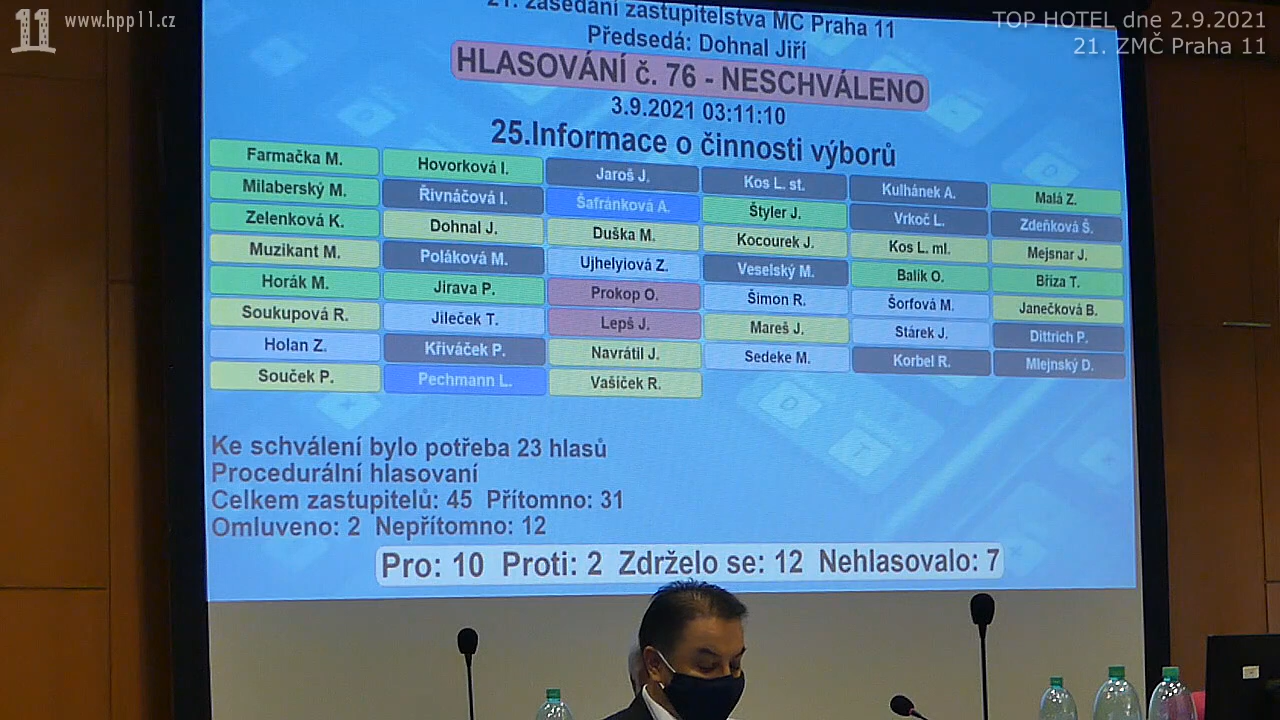 11 www.hpp11.cz
TOP HOTEL dne 2.9.2021
21. ZMČ Praha 11
21. zasedání zastupitelstva MČ Praha 11
Předsedá: Dohnal Jiří
HLASOVÁNÍ č. 76 - NESCHVÁLENO
3.9.2021 03:11:10
25.Informace o činnosti výborů
Farmačka M. Hovorková I. Jaroš J. Kos L. st. Kulhánek A. Malá Z.
Milaberský M. Řivnáčová I. Šafránková A. Štyler J. Vrkoč L. Zdeňková Š.
Zelenková K. Dohnal J. Duška M. Kocourek J. Kos L. ml. Mejsnar J.
Muzikant M. Poláková M. Ujhelyiová Z. Veselský M. Balík O. Bříza T.
Horák M. Jirava P. Prokop O. Šimon R. Šorfová M. Janečková B.
Soukupová R. Jileček T. Lepš J. Mareš J. Stárek J. Dittrich P.
Holan Z. Křiváček P. Navrátil J. Sedeke M. Korbel R. Mlejnský D.
Souček P. Pechmann L. Vašíček R.
Ke schválení bylo potřeba 23 hlasů
Procedurální hlasovaní
Celkem zastupitelů: 45 Přítomno: 31
Omluveno: 2 Nepřítomno: 12
Pro: 10 Proti: 2 Zdrželo se: 12 Nehlasovalo: 7